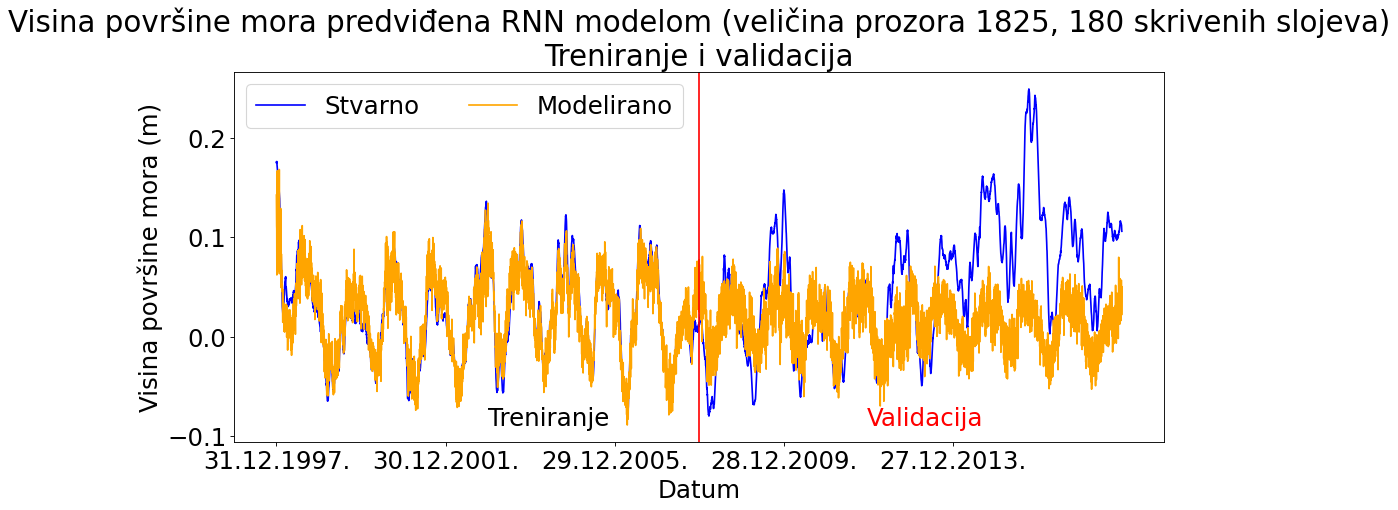 Visina površine mora predviđena RNN modelom (veličina prozora 1825, 180 skrivenih slojeva)
Treniranje i validacija
Stvarno
Modelirano
Visina površine mora (m)
0.2
0.1
0.0
−0.1
Treniranje
Validacija
31.12.1997.
30.12.2001.
29.12.2005.
28.12.2009.
27.12.2013.
Datum